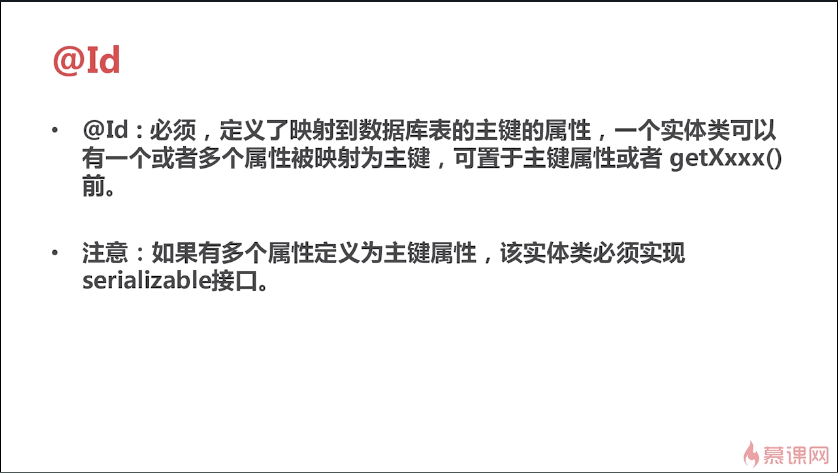 @Id
• @Id：必须，定义了映射到数据库表的主键的属性，一个实体类可以
有一个或者多个属性被映射为主键，可置于主键属性或者 getXxxx()
前。
• 注意：如果有多个属性定义为主键属性，该实体类必须实现
serializable接口。
慕课网